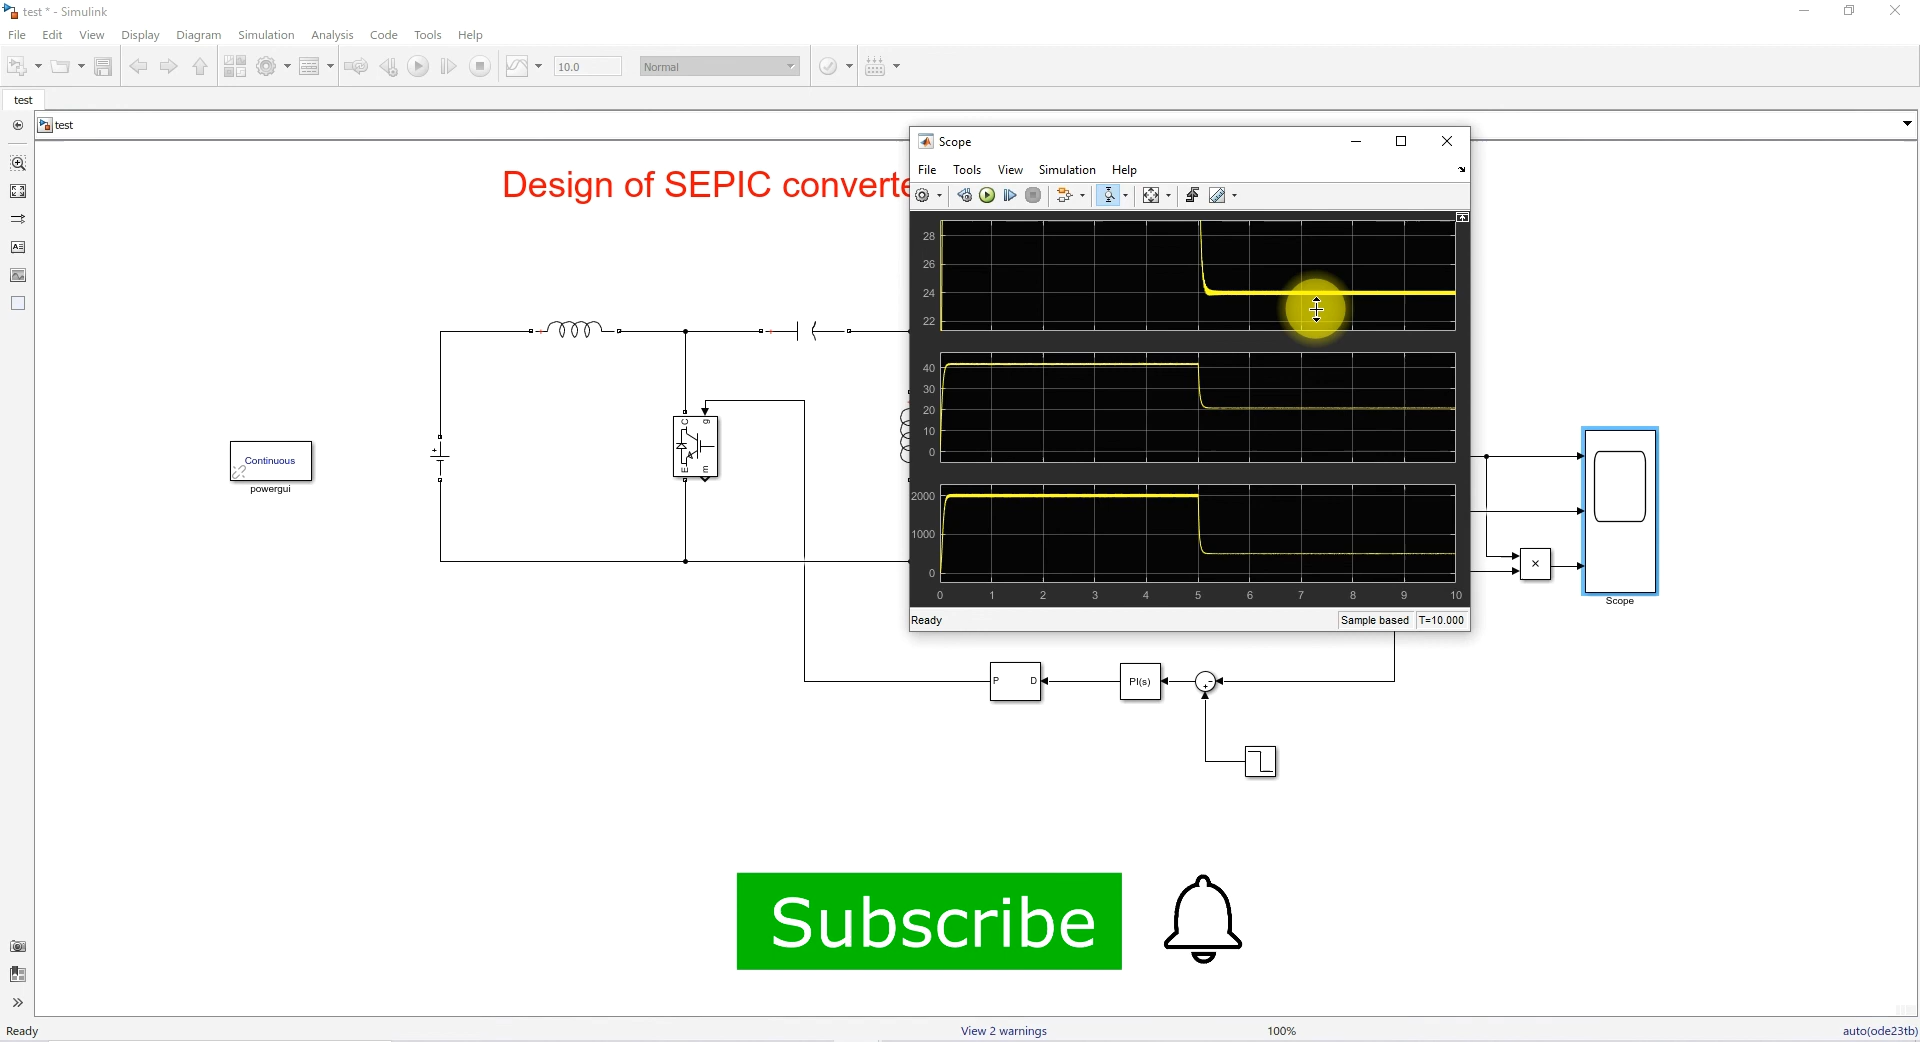 test * - Simulink
File Edit View Display Diagram Simulation Analysis Code Tools Help
10.0 Normal
test
test
Design of SEPIC converte
Scope
File Tools View Simulation Help
28
26
24
22
40
30
20
10
0
2000
1000
0
0 1 2 3 4 5 6 7 8 9 10
Ready Sample based T=10.000
Continuous
powergui
C g
E m
Scope
P D
PI(s)
Subscribe
Ready View 2 warnings 100% auto(ode23tb)